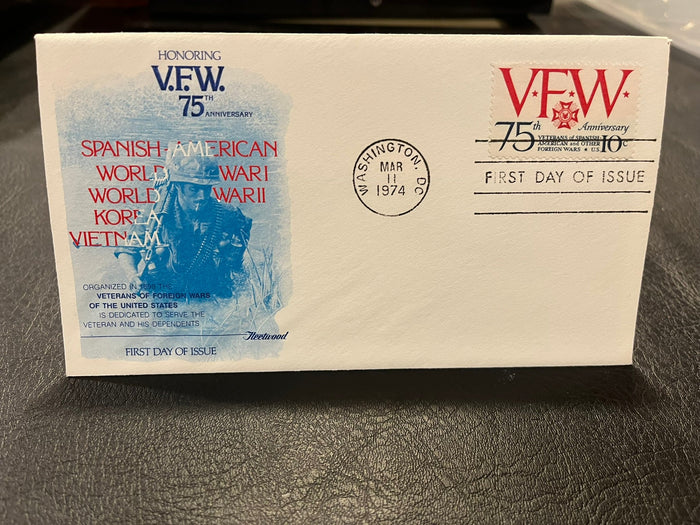 HONORING
V.F.W.
75TH
ANNIVERSARY
SPANISH-AMERICAN
WORLD WAR I
WORLD WAR II
KOREA
VIETNAM
ORGANIZED IN THE
VETERANS OF FOREIGN WARS
OF THE UNITED STATES
IS DEDICATED TO SERVE THE
VETERAN AND HIS DEPENDENTS
Fleetwood
FIRST DAY OF ISSUE
WASHINGTON, DC
MAR
11
1974
V★F★W★
75th Anniversary
VETERANS of SPANISH-
AMERICAN and OTHER
FOREIGN WARS ★ U.S. 10c
FIRST DAY OF ISSUE